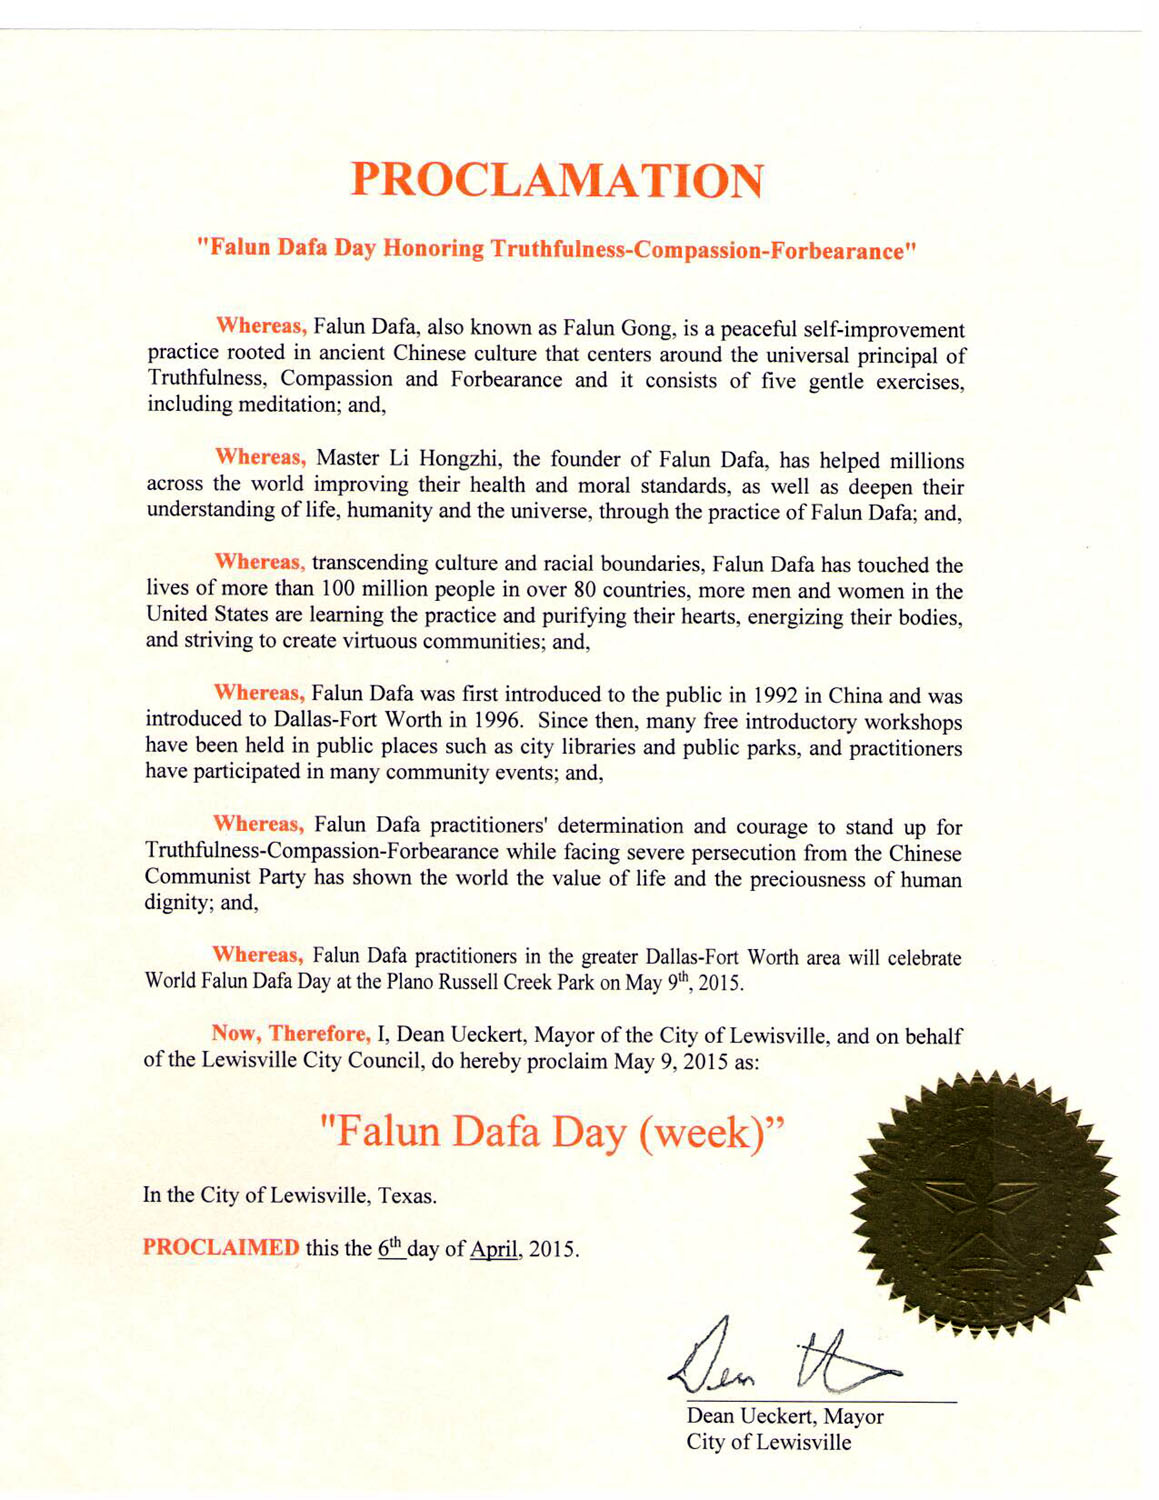 PROCLAMATION
"Falun Dafa Day Honoring Truthfulness-Compassion-Forbearance"
Whereas, Falun Dafa, also known as Falun Gong, is a peaceful self-improvement
practice rooted in ancient Chinese culture that centers around the universal principal of
Truthfulness, Compassion and Forbearance and it consists of five gentle exercises,
including meditation; and,
Whereas, Master Li Hongzhi, the founder of Falun Dafa, has helped millions
across the world improving their health and moral standards, as well as deepen their
understanding of life, humanity and the universe, through the practice of Falun Dafa; and,
Whereas, transcending culture and racial boundaries, Falun Dafa has touched the
lives of more than 100 million people in over 80 countries, more men and women in the
United States are learning the practice and purifying their hearts, energizing their bodies,
and striving to create virtuous communities; and,
Whereas, Falun Dafa was first introduced to the public in 1992 in China and was
introduced to Dallas-Fort Worth in 1996. Since then, many free introductory workshops
have been held in public places such as city libraries and public parks, and practitioners
have participated in many community events; and,
Whereas, Falun Dafa practitioners' determination and courage to stand up for
Truthfulness-Compassion-Forbearance while facing severe persecution from the Chinese
Communist Party has shown the world the value of life and the preciousness of human
dignity; and,
Whereas, Falun Dafa practitioners in the greater Dallas-Fort Worth area will celebrate
World Falun Dafa Day at the Plano Russell Creek Park on May 9th, 2015.
Now, Therefore, I, Dean Ueckert, Mayor of the City of Lewisville, and on behalf
of the Lewisville City Council, do hereby proclaim May 9, 2015 as:
"Falun Dafa Day (week)”
In the City of Lewisville, Texas.
PROCLAIMED this the 6th day of April, 2015.
TEXAS
Dean Ueckert, Mayor
City of Lewisville